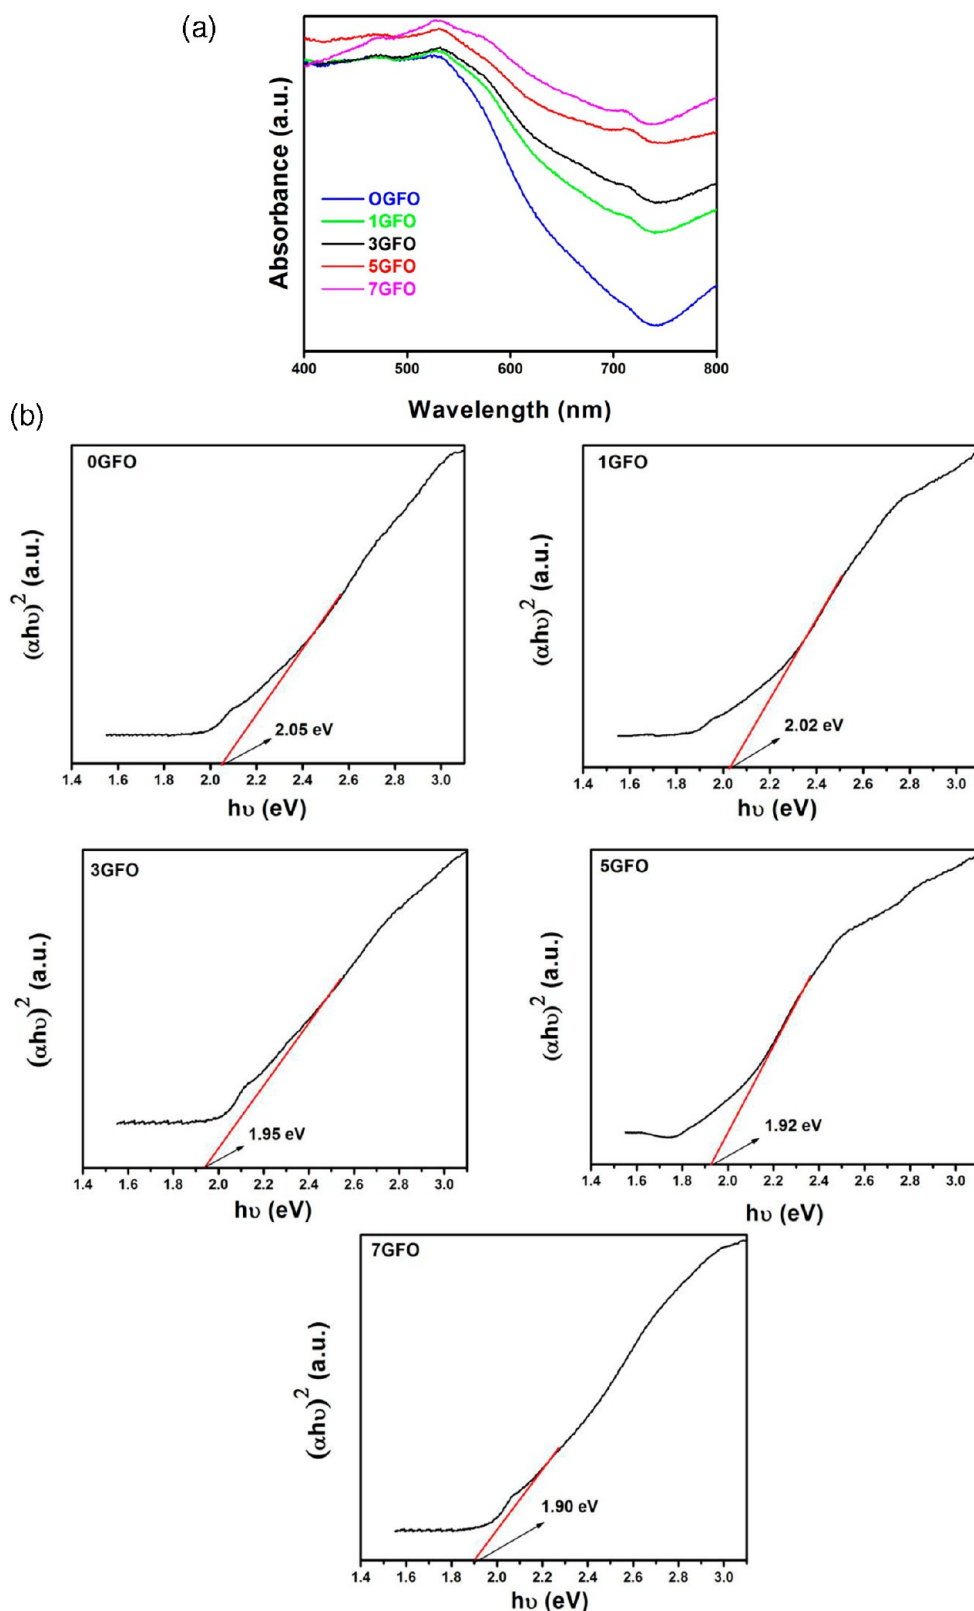 (a)
Absorbance (a.u.)
OGFO
1GFO
3GFO
5GFO
7GFO
400 500 600 700 800
Wavelength (nm)
(b)
0GFO
(αhυ)² (a.u.)
2.05 eV
1.4 1.6 1.8 2.0 2.2 2.4 2.6 2.8 3.0
hυ (eV)
1GFO
(αhυ)² (a.u.)
2.02 eV
1.4 1.6 1.8 2.0 2.2 2.4 2.6 2.8 3.0
hυ (eV)
3GFO
(αhυ)² (a.u.)
1.95 eV
1.4 1.6 1.8 2.0 2.2 2.4 2.6 2.8 3.0
hυ (eV)
5GFO
(αhυ)² (a.u.)
1.92 eV
1.4 1.6 1.8 2.0 2.2 2.4 2.6 2.8 3.0
hυ (eV)
7GFO
(αhυ)² (a.u.)
1.90 eV
1.4 1.6 1.8 2.0 2.2 2.4 2.6 2.8 3.0
hυ (eV)